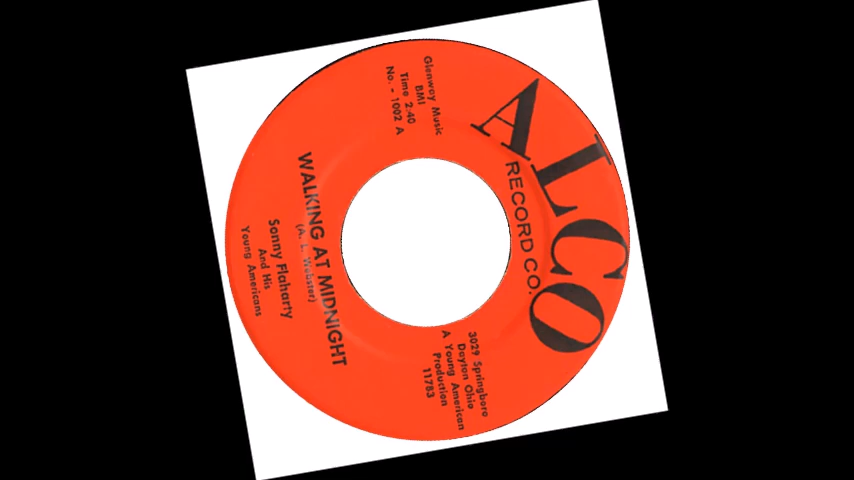 ALCO
RECORD CO.
Glenway Music
BMI
Time 2:40
No. - 1002 A
3029 Springboro
Dayton Ohio
A Young American
Production
11783
WALKING AT MIDNIGHT
(A. L. Webster)
Sonny Flaharty
And His
Young Americans